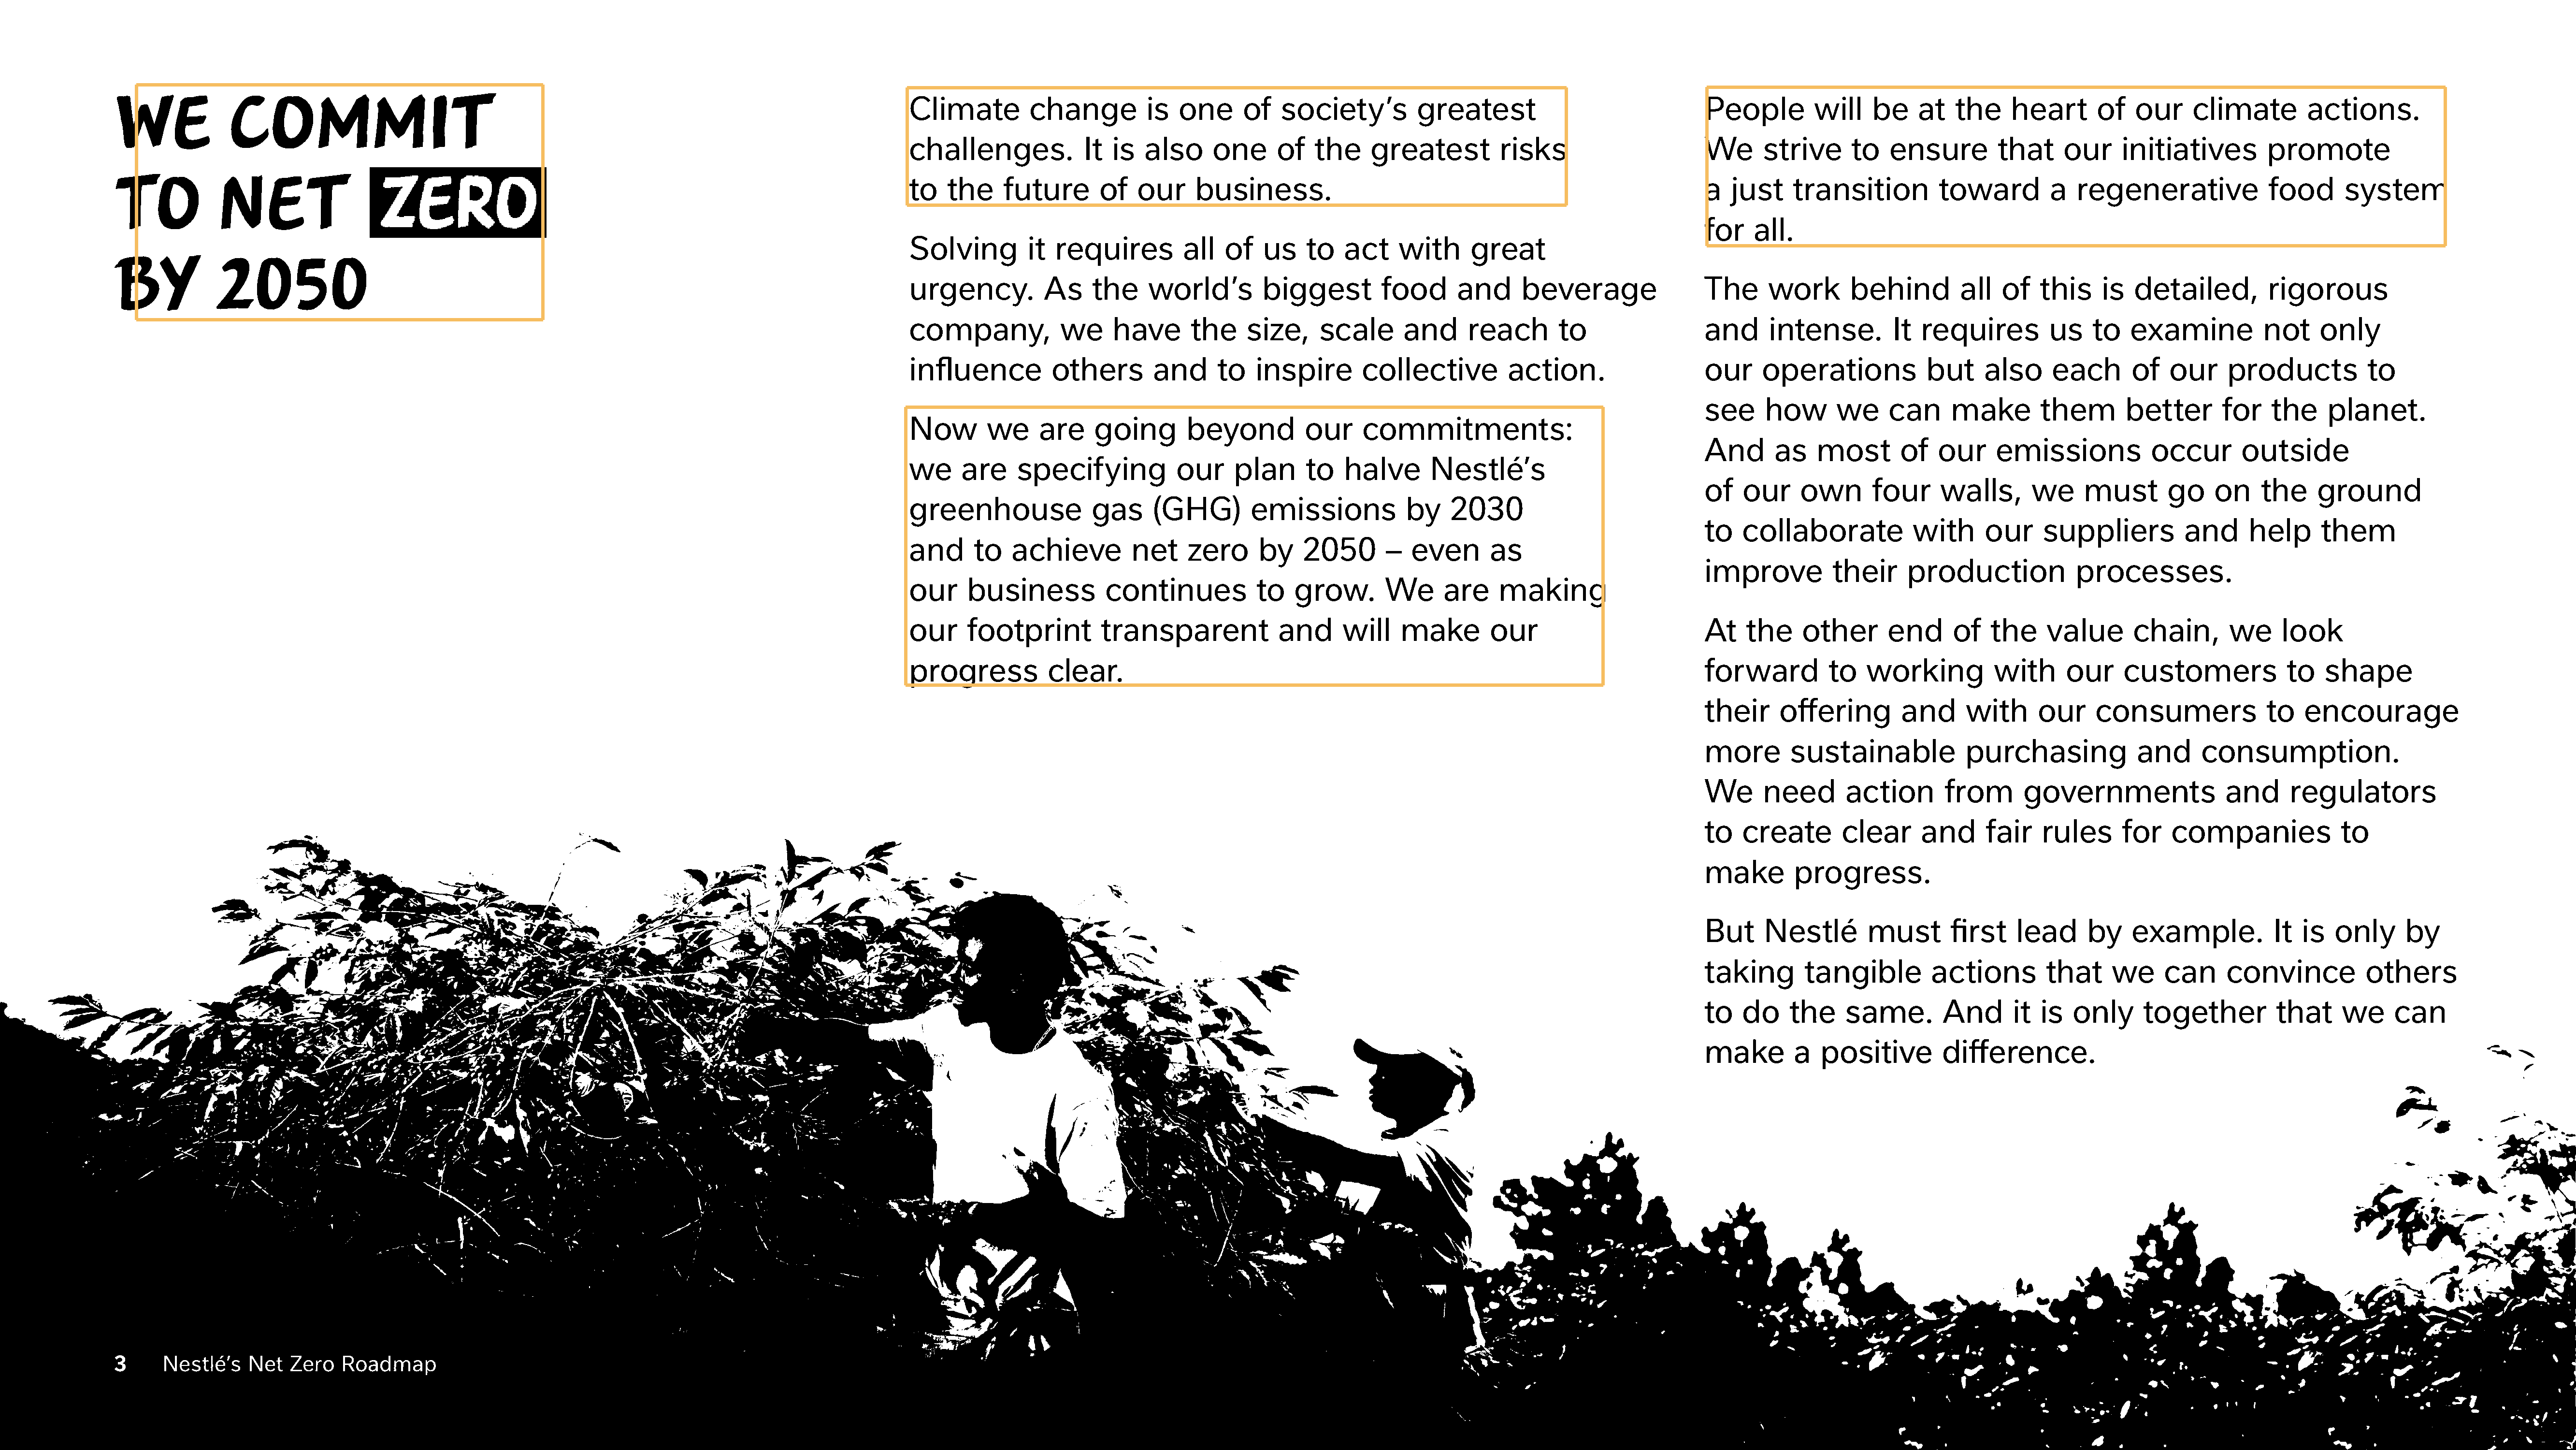 WE COMMIT
TO NET ZERO
BY 2050
Climate change is one of society’s greatest
challenges. It is also one of the greatest risks
to the future of our business.
Solving it requires all of us to act with great
urgency. As the world’s biggest food and beverage
company, we have the size, scale and reach to
influence others and to inspire collective action.
Now we are going beyond our commitments:
we are specifying our plan to halve Nestlé’s
greenhouse gas (GHG) emissions by 2030
and to achieve net zero by 2050 – even as
our business continues to grow. We are making
our footprint transparent and will make our
progress clear.
People will be at the heart of our climate actions.
We strive to ensure that our initiatives promote
a just transition toward a regenerative food system
for all.
The work behind all of this is detailed, rigorous
and intense. It requires us to examine not only
our operations but also each of our products to
see how we can make them better for the planet.
And as most of our emissions occur outside
of our own four walls, we must go on the ground
to collaborate with our suppliers and help them
improve their production processes.
At the other end of the value chain, we look
forward to working with our customers to shape
their offering and with our consumers to encourage
more sustainable purchasing and consumption.
We need action from governments and regulators
to create clear and fair rules for companies to
make progress.
But Nestlé must first lead by example. It is only by
taking tangible actions that we can convince others
to do the same. And it is only together that we can
make a positive difference.
3 Nestlé’s Net Zero Roadmap